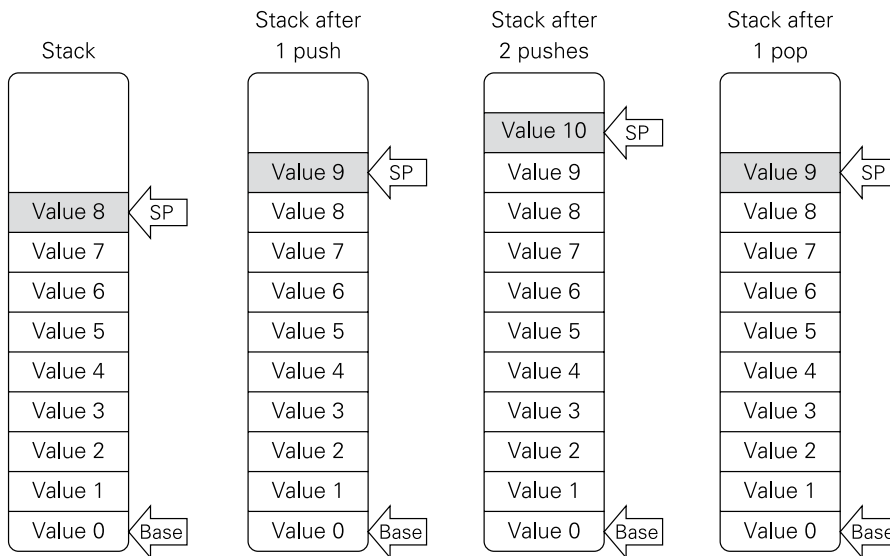 Stack
Stack after
1 push
Stack after
2 pushes
Stack after
1 pop
Value 8
SP
Value 7
Value 6
Value 5
Value 4
Value 3
Value 2
Value 1
Value 0
Base
Value 9
SP
Value 8
Value 7
Value 6
Value 5
Value 4
Value 3
Value 2
Value 1
Value 0
Base
Value 10
SP
Value 9
Value 8
Value 7
Value 6
Value 5
Value 4
Value 3
Value 2
Value 1
Value 0
Base
Value 9
SP
Value 8
Value 7
Value 6
Value 5
Value 4
Value 3
Value 2
Value 1
Value 0
Base